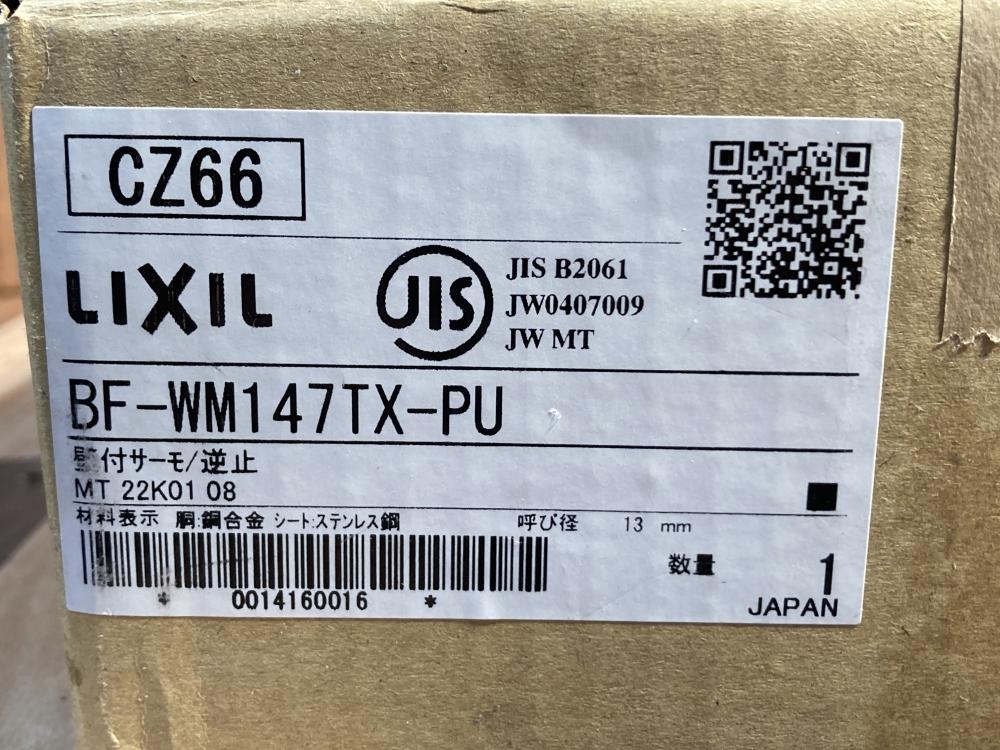 CZ66
LIXIL
JIS
JIS B2061
JW0407009
JW MT
BF-WM147TX-PU
壁付サーモ/逆止
MT 22K01 08
材料表示 胴:銅合金 シート:ステンレス鋼 呼び径 13 mm
数量 1
0014160016 *
JAPAN